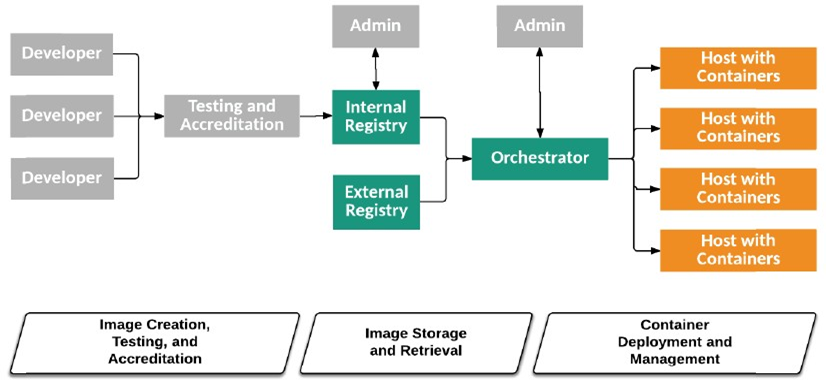 Developer
Developer
Developer
Testing and
Accreditation
Admin
Internal
Registry
External
Registry
Admin
Orchestrator
Host with
Containers
Host with
Containers
Host with
Containers
Host with
Containers
Image Creation,
Testing, and
Accreditation
Image Storage
and Retrieval
Container
Deployment and
Management